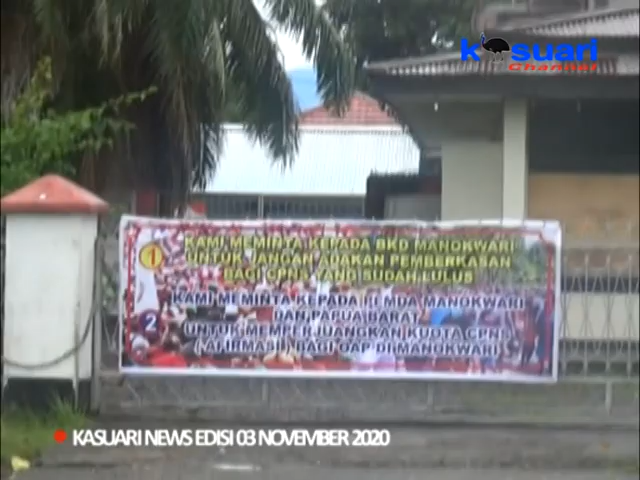 kasuari
Channel
1
KAMI MEMINTA KEPADA BKD MANOKWARI
UNTUK JANGAN ADAKAN PEMBERKASAN
BAGI CPNS YANG SUDAH LULUS
2
KAMI MEMINTA KEPADA PEMDA MANOKWARI
DAN PAPUA BARAT
UNTUK MEMPERJUANGKAN KUOTA CPNS
( AFIRMASI ) BAGI OAP DI MANOKWARI
KASUARI NEWS EDISI 03 NOVEMBER 2020